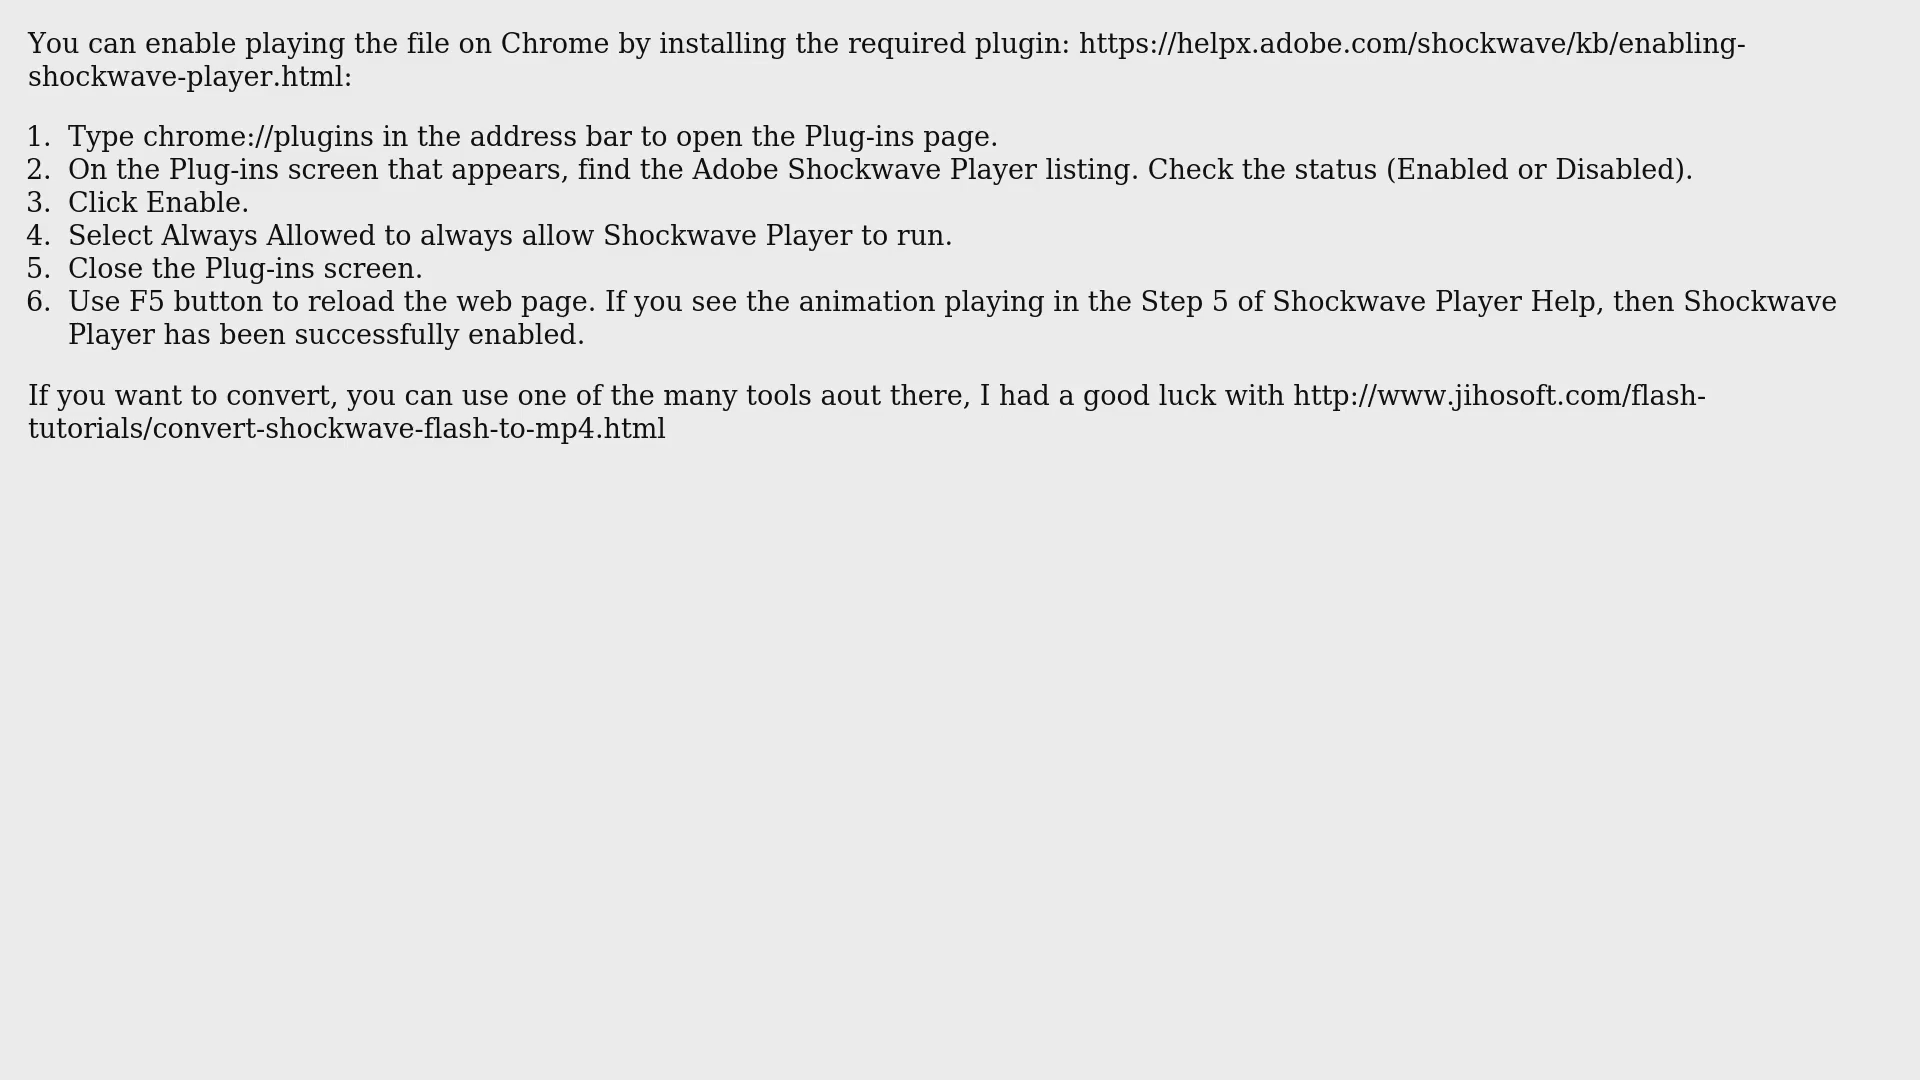 You can enable playing the file on Chrome by installing the required plugin: https://helpx.adobe.com/shockwave/kb/enabling-
shockwave-player.html:
1. Type chrome://plugins in the address bar to open the Plug-ins page.
2. On the Plug-ins screen that appears, find the Adobe Shockwave Player listing. Check the status (Enabled or Disabled).
3. Click Enable.
4. Select Always Allowed to always allow Shockwave Player to run.
5. Close the Plug-ins screen.
6. Use F5 button to reload the web page. If you see the animation playing in the Step 5 of Shockwave Player Help, then Shockwave
Player has been successfully enabled.
If you want to convert, you can use one of the many tools aout there, I had a good luck with http://www.jihosoft.com/flash-
tutorials/convert-shockwave-flash-to-mp4.html